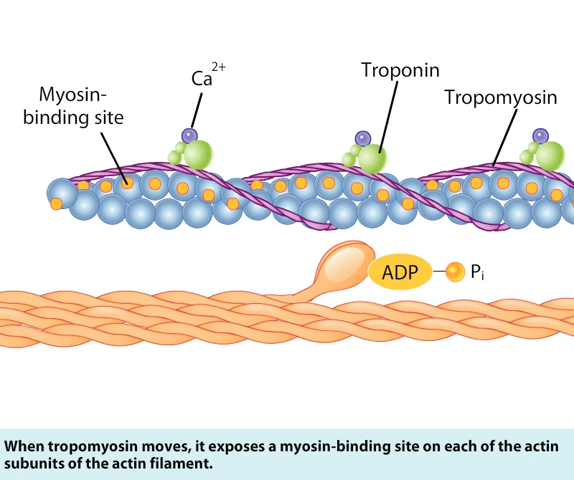 Ca²⁺
Troponin
Myosin-
binding site
Tropomyosin
ADP
Pᵢ
When tropomyosin moves, it exposes a myosin-binding site on each of the actin
subunits of the actin filament.